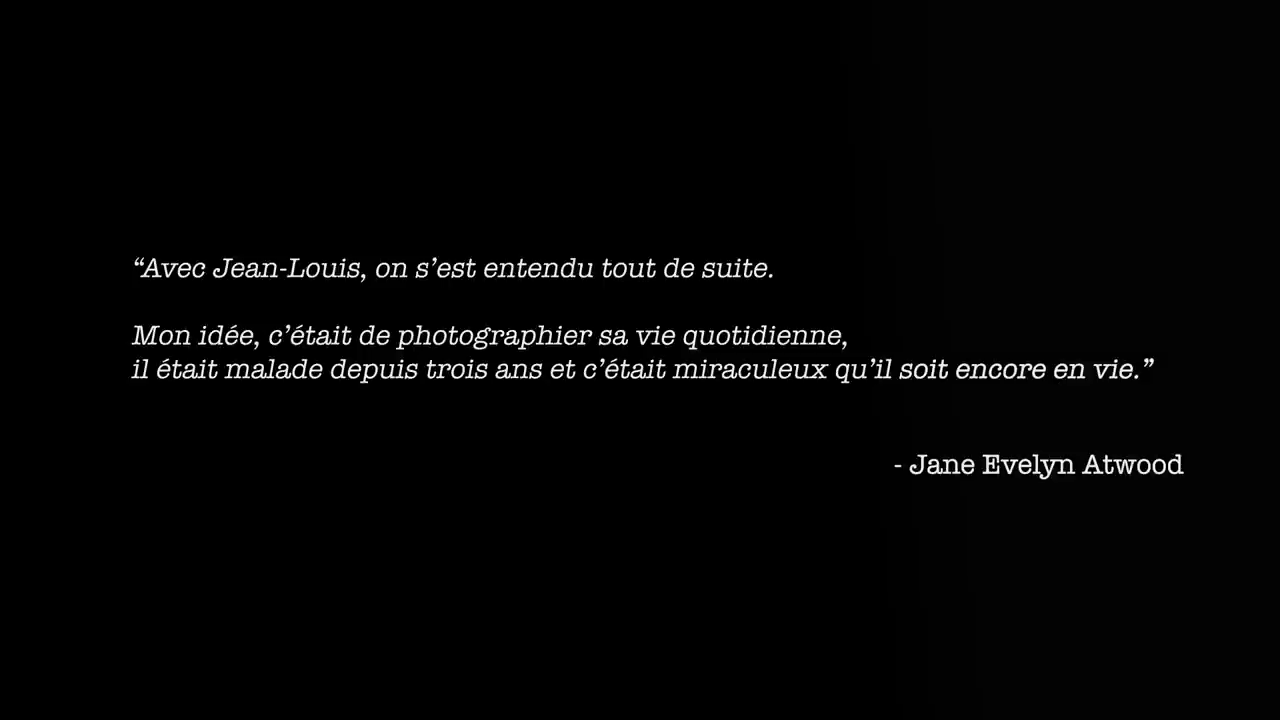 “Avec Jean-Louis, on s’est entendu tout de suite.
Mon idée, c’était de photographier sa vie quotidienne,
il était malade depuis trois ans et c’était miraculeux qu’il soit encore en vie.”
- Jane Evelyn Atwood